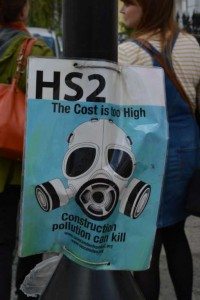 HS2
The Cost is too High
Construction
pollution can kill